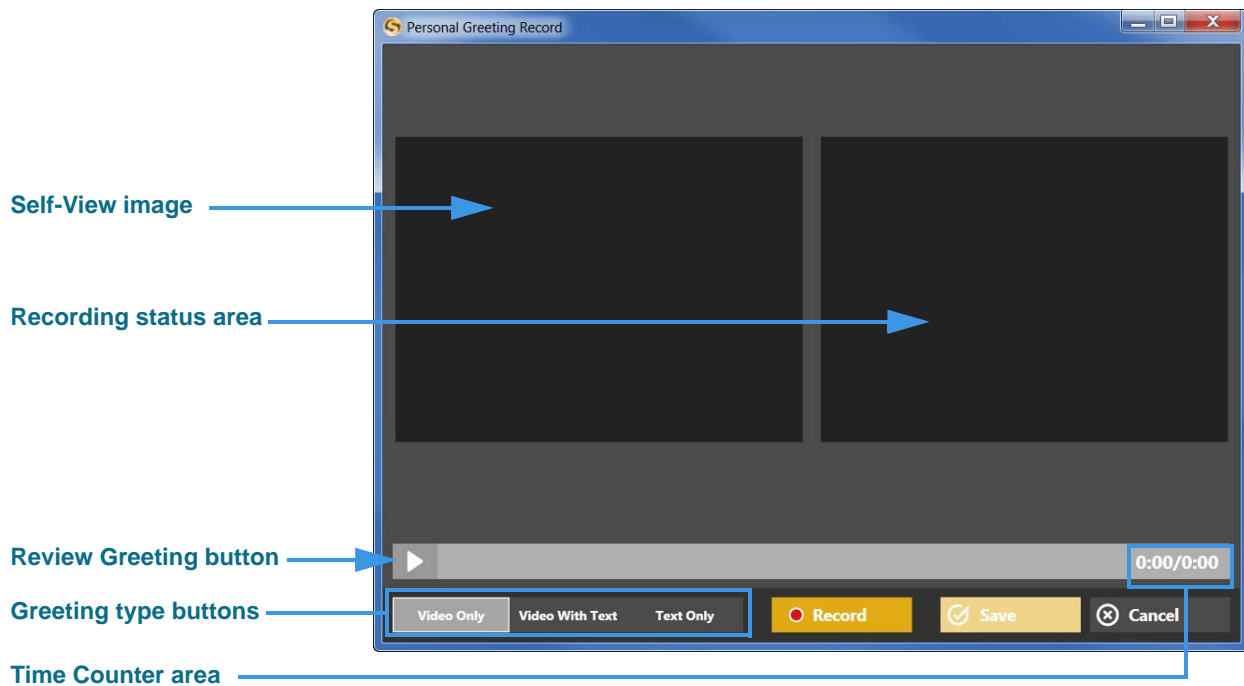 Personal Greeting Record
Self-View image
Recording status area
Review Greeting button
0:00/0:00
Greeting type buttons
Video Only Video With Text Text Only Record Save Cancel
Time Counter area